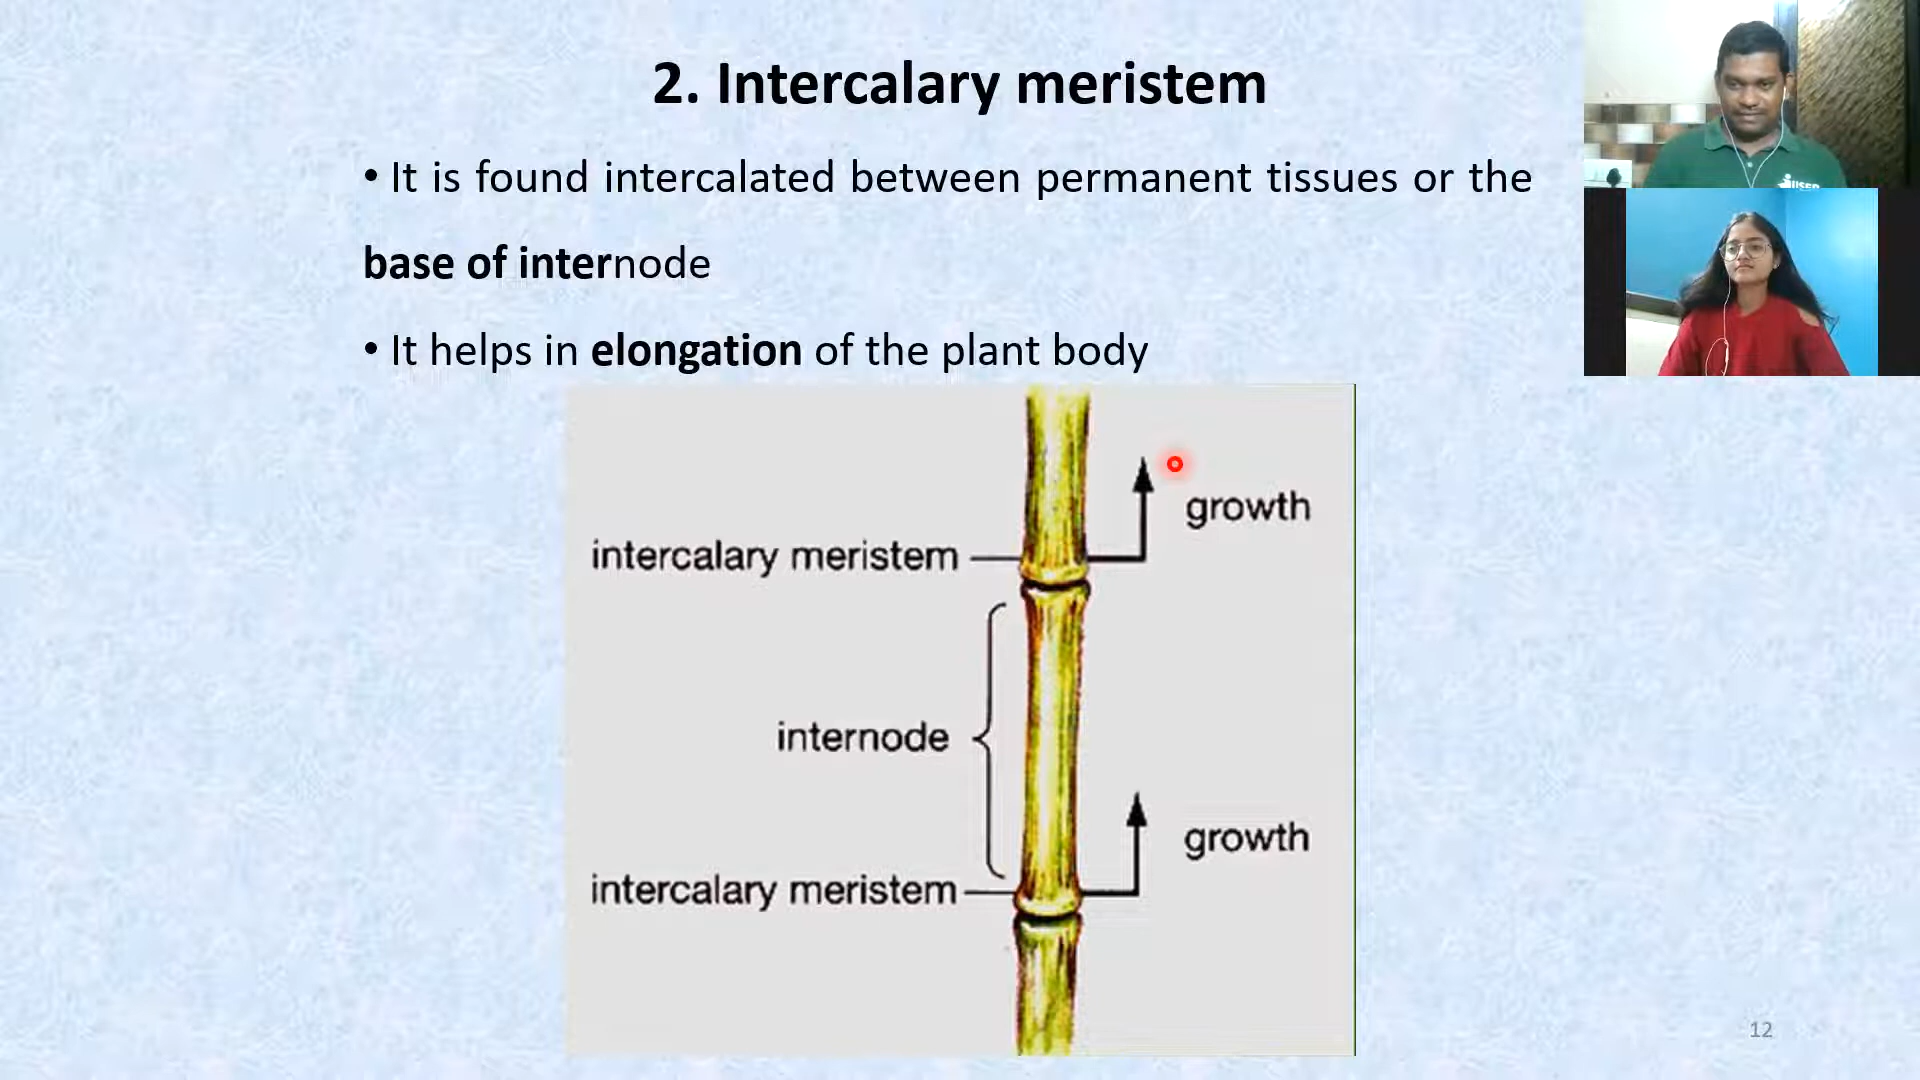 2. Intercalary meristem
• It is found intercalated between permanent tissues or the
base of internode
• It helps in elongation of the plant body
growth
intercalary meristem
internode
growth
intercalary meristem
12